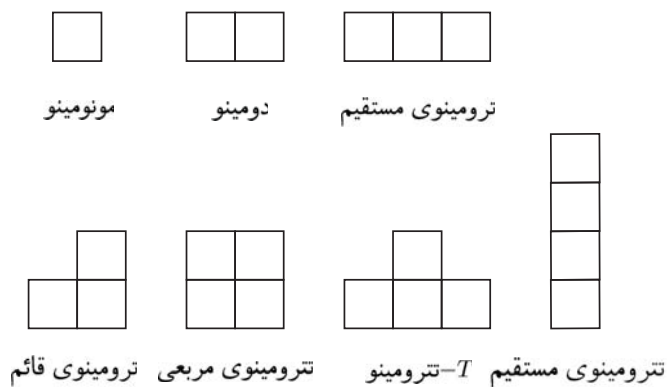 مونومینو
دومینو
ترومینوی مستقیم
ترومینوی قائم
تترومینوی مربعی
T-تترومینو
تترومینوی مستقیم